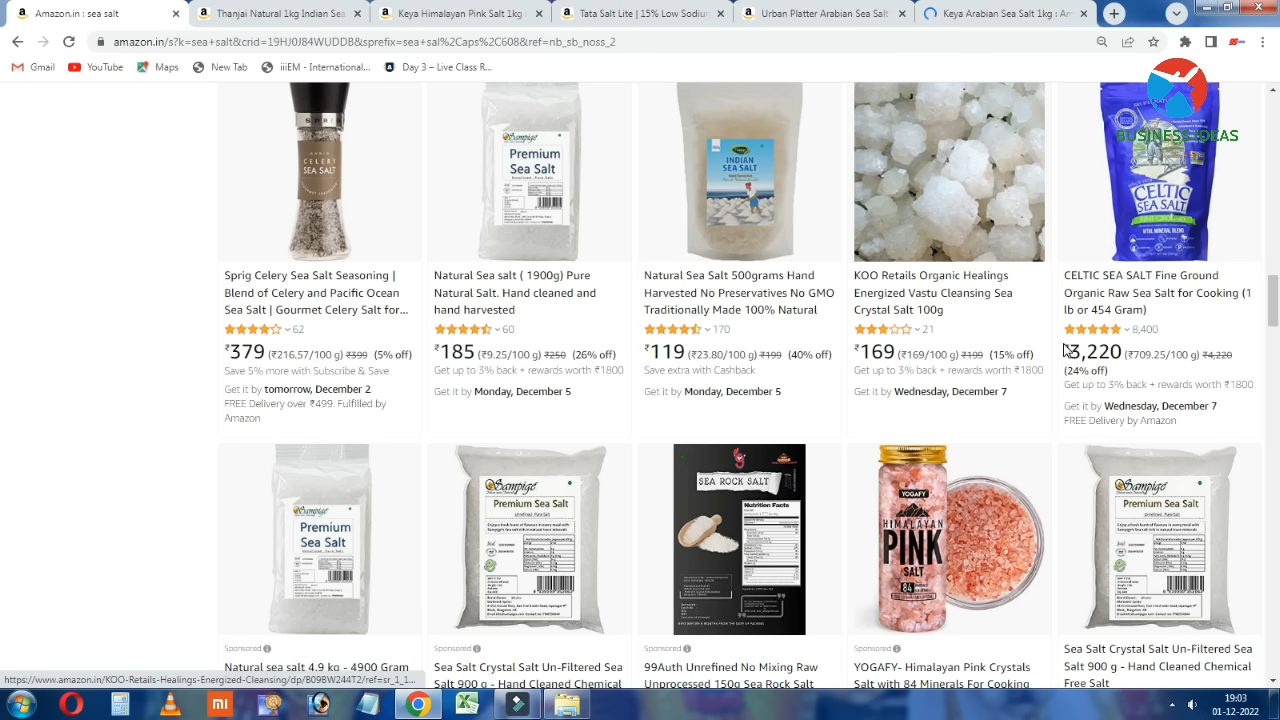 Amazon.in : sea salt
Thanjai Natural 1kg Indian Sea
Himalayan
Tata Salt Lite | 15% Low Sodiu
Urban Platter Indian Sea Salt
Arabian Sea Salt 1kg : Am
amazon.in/s?k=sea+salt&crid=19HJ0J84WUDDB&sprefix=sea+sal%2Caps%2C608&ref=nb_sb_noss_2
Gmail
YouTube
Maps
New Tab
iiiEM - International...
Day 3 – Live Class R...
BUSINESS IDEAS
SPRIG
CELERY
SEA SALT
Sampige
Premium
Sea Salt
INDIAN
SEA SALT
CELTIC
SEA SALT
FINE GROUND
VITAL MINERAL BLEND
Sprig Celery Sea Salt Seasoning |
Blend of Celery and Pacific Ocean
Sea Salt | Gourmet Celery Salt for...
62
₹379 (₹216.57/100 g) ₹399 (5% off)
Save 5% more with Subscribe & Save
Get it by tomorrow, December 2
FREE Delivery over ₹499. Fulfilled by
Amazon
Natural Sea salt ( 1900g) Pure
Natural Salt. Hand cleaned and
hand harvested
60
₹185 (₹9.25/100 g) ₹250 (26% off)
Get up to 3% back + rewards worth ₹1800
Get it by Monday, December 5
Natural Sea Salt 500grams Hand
Harvested No Preservatives No GMO
Traditionally Made 100% Natural
170
₹119 (₹23.80/100 g) ₹199 (40% off)
Save extra with Cashback
Get it by Monday, December 5
KOO Retails Organic Healings
Energized Vastu Cleansing Sea
Crystal Salt 100g
21
₹169 (₹169/100 g) ₹199 (15% off)
Get up to 3% back + rewards worth ₹1800
Get it by Wednesday, December 7
CELTIC SEA SALT Fine Ground
Organic Raw Sea Salt for Cooking (1
lb or 454 Gram)
8,400
₹3,220 (₹709.25/100 g) ₹4,220
(24% off)
Get up to 3% back + rewards worth ₹1800
Get it by Wednesday, December 7
FREE Delivery by Amazon
Sampige
Premium
Sea Salt
Sampige
Premium Sea Salt
SEA ROCK SALT
Nutrition Facts
YOGAFY
HIMALAYAN
PINK
SALT
84
Sampige
Premium Sea Salt
Sponsored
Natural sea salt 4.9 kg - 4900 Gram
Sponsored
Sea Salt Crystal Salt Un-Filtered Sea
Salt 900 g - Hand Cleaned Chemical
Sponsored
99Auth Unrefined No Mixing Raw
Unprocessed 150g Sea Rock Salt
Sponsored
YOGAFY- Himalayan Pink Crystals
Salt with 84 Minerals For Cooking
Sea Salt Crystal Salt Un-Filtered Sea
Salt 900 g - Hand Cleaned Chemical
Free Salt
https://www.amazon.in/KOO-Retails-Healings-Energized-Cleansing/dp/B09BW244T2/ref=sr_1...
19:03
01-12-2022